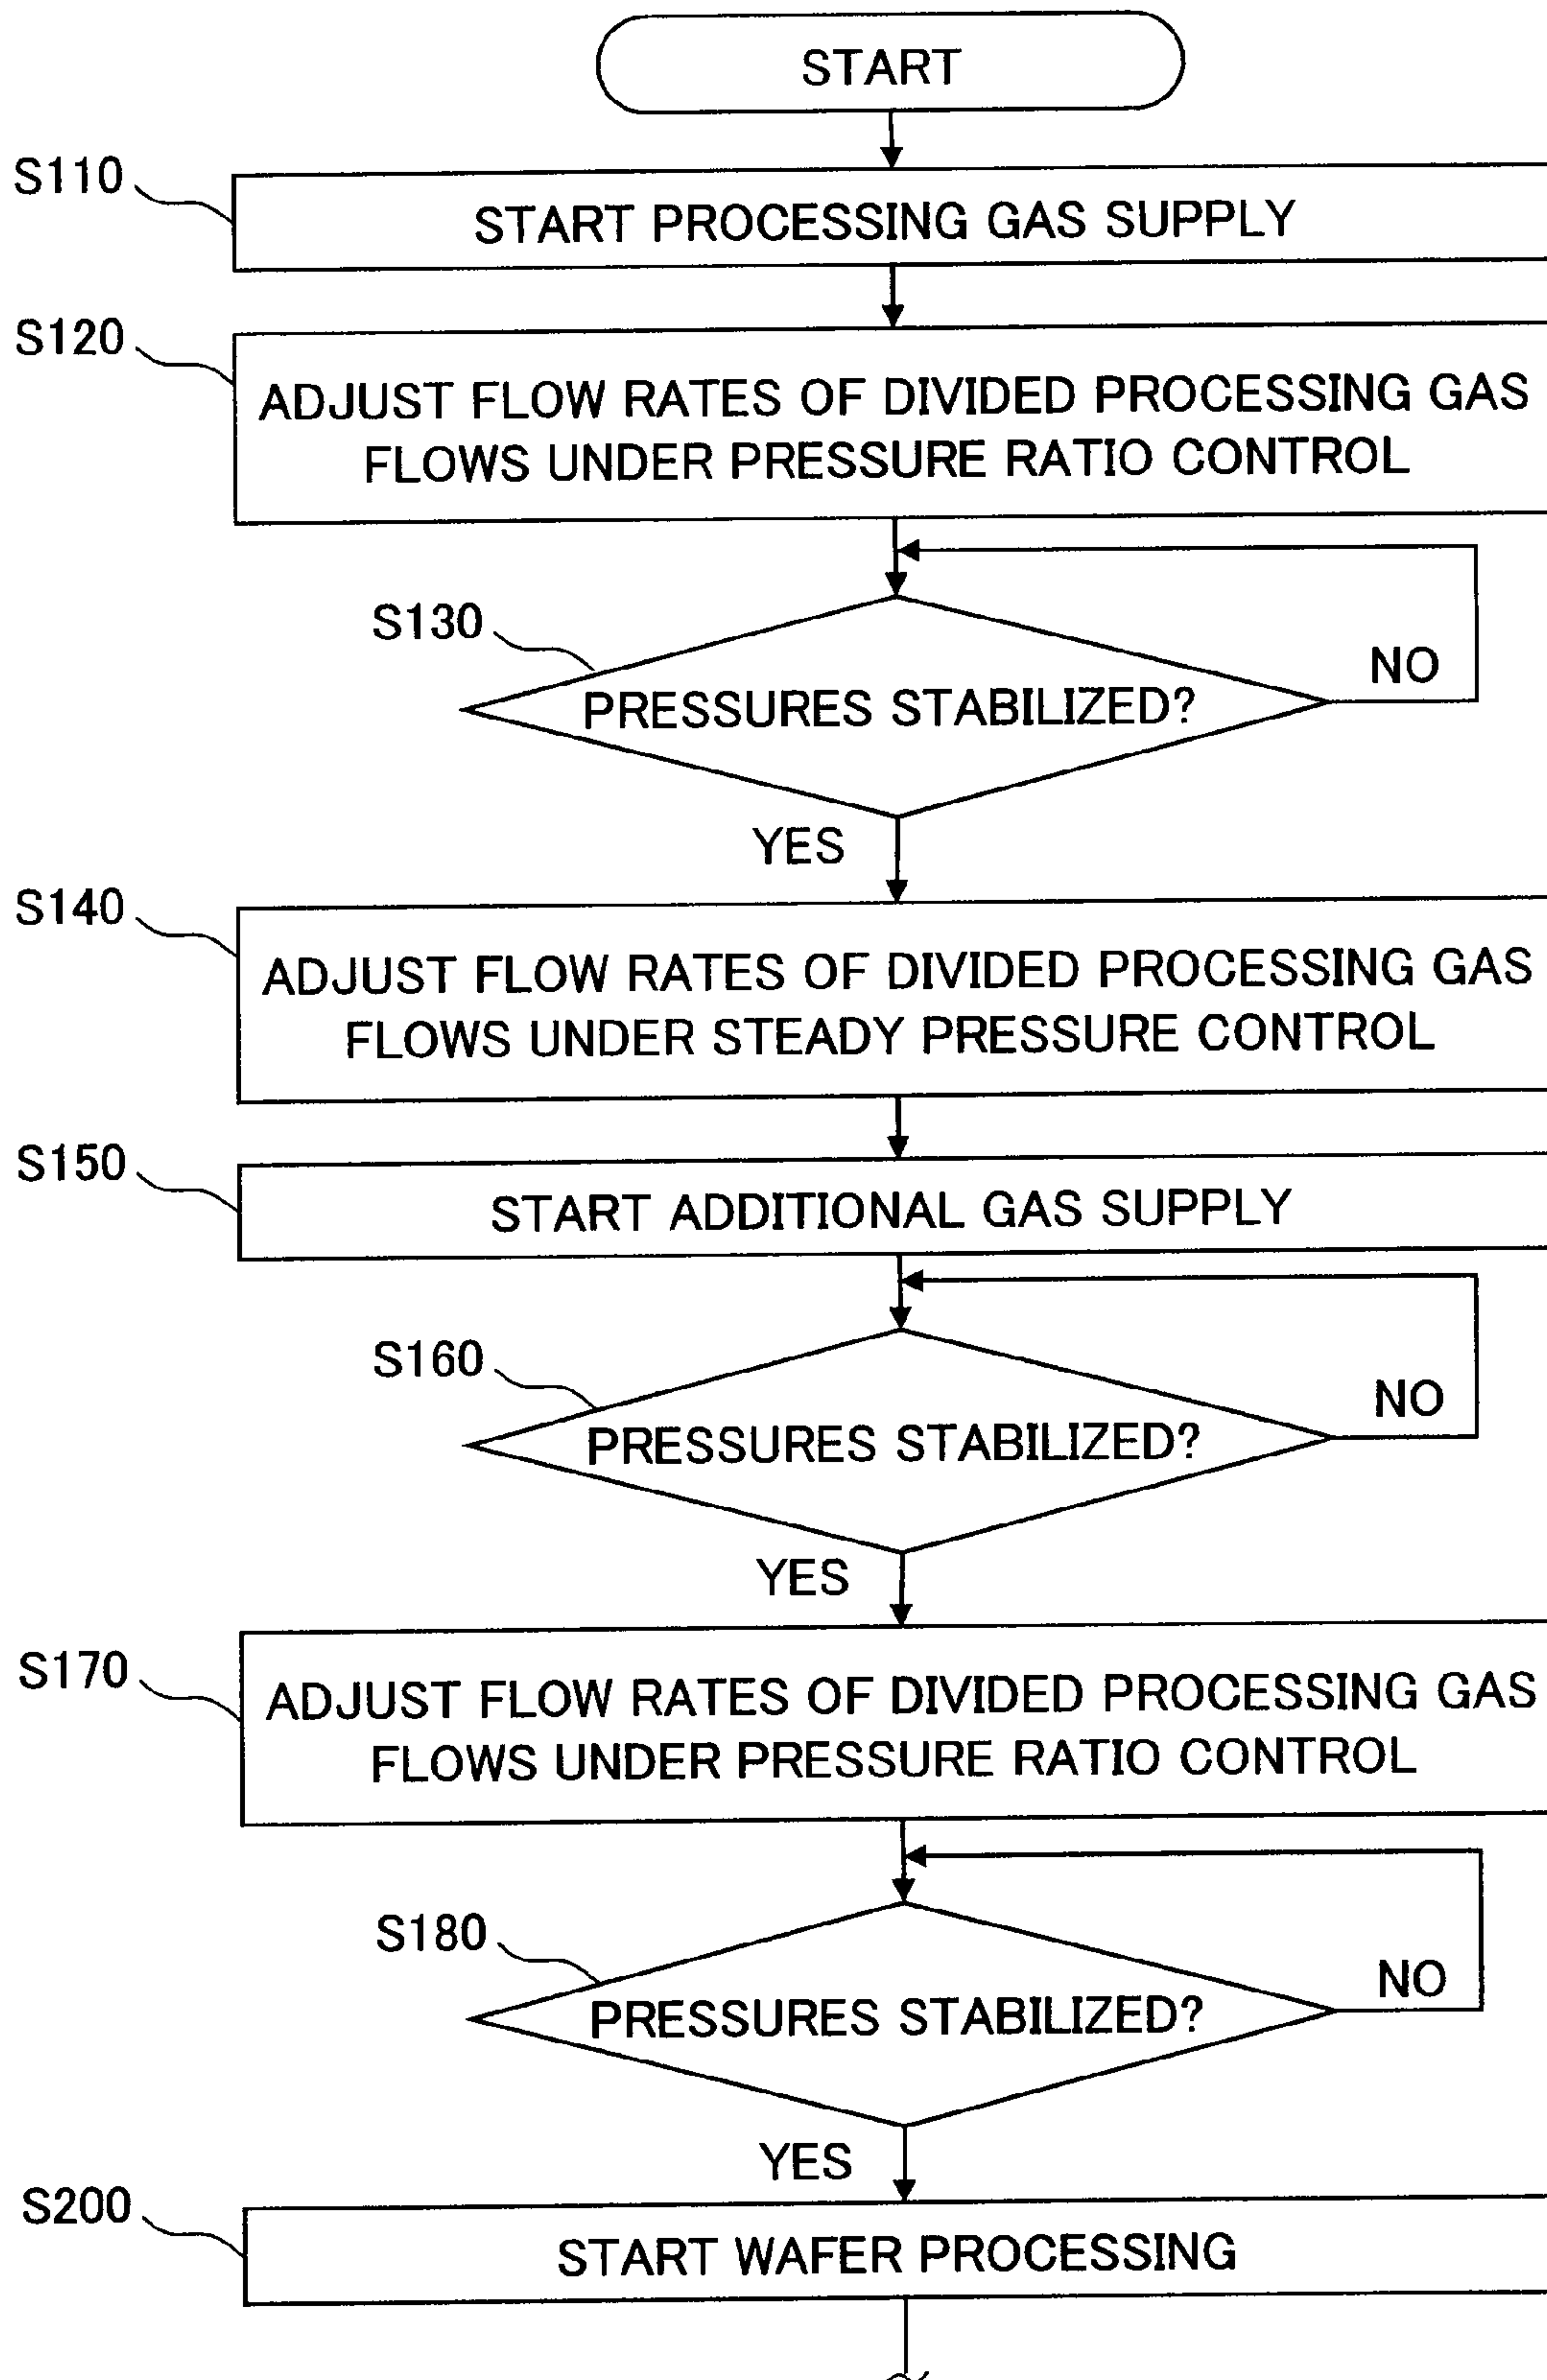 START
S110
START PROCESSING GAS SUPPLY
S120
ADJUST FLOW RATES OF DIVIDED PROCESSING GAS
FLOWS UNDER PRESSURE RATIO CONTROL
S130
NO
PRESSURES STABILIZED?
YES
S140
ADJUST FLOW RATES OF DIVIDED PROCESSING GAS
FLOWS UNDER STEADY PRESSURE CONTROL
S150
START ADDITIONAL GAS SUPPLY
S160
NO
PRESSURES STABILIZED?
YES
S170
ADJUST FLOW RATES OF DIVIDED PROCESSING GAS
FLOWS UNDER PRESSURE RATIO CONTROL
S180
NO
PRESSURES STABILIZED?
YES
S200
START WAFER PROCESSING